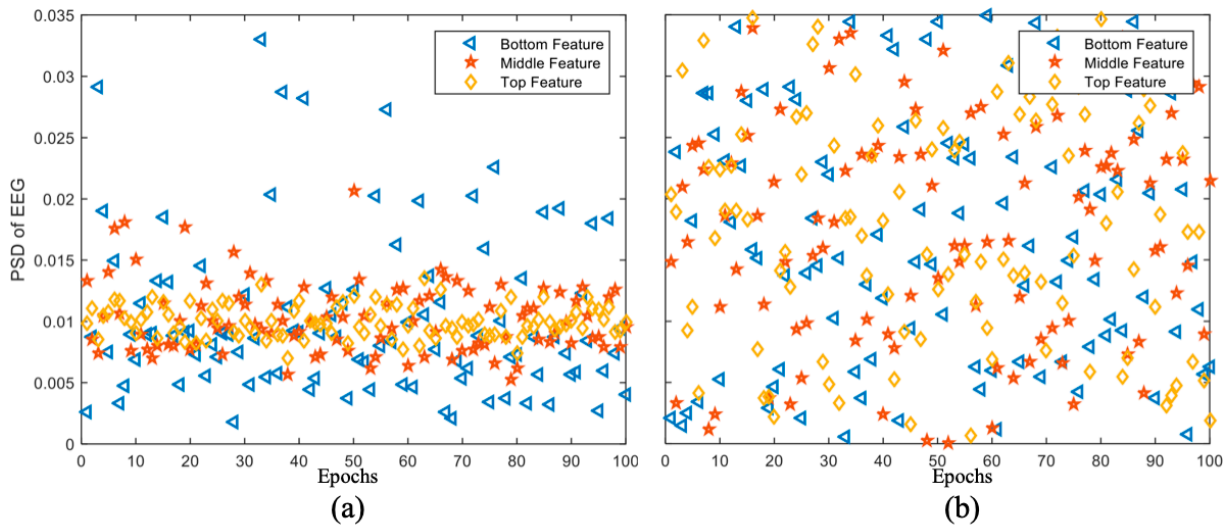 0.035
0.03
0.025
0.02
0.015
0.01
0.005
0
PSD of EEG
Bottom Feature
Middle Feature
Top Feature
0 10 20 30 40 50 60 70 80 90 100
Epochs
(a)
Bottom Feature
Middle Feature
Top Feature
0 10 20 30 40 50 60 70 80 90 100
Epochs
(b)